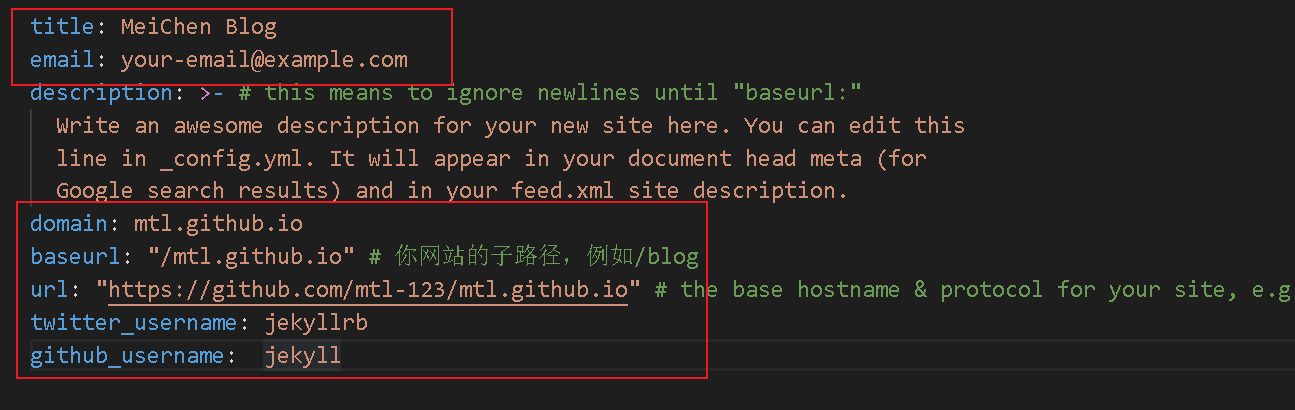 title: MeiChen Blog
email: your-email@example.com
description: >- # this means to ignore newlines until "baseurl:"
Write an awesome description for your new site here. You can edit this
line in _config.yml. It will appear in your document head meta (for
Google search results) and in your feed.xml site description.
domain: mtl.github.io
baseurl: "/mtl.github.io" # 你网站的子路径，例如/blog
url: "https://github.com/mtl-123/mtl.github.io" # the base hostname & protocol for your site, e.g
twitter_username: jekyllrb
github_username:  jekyll